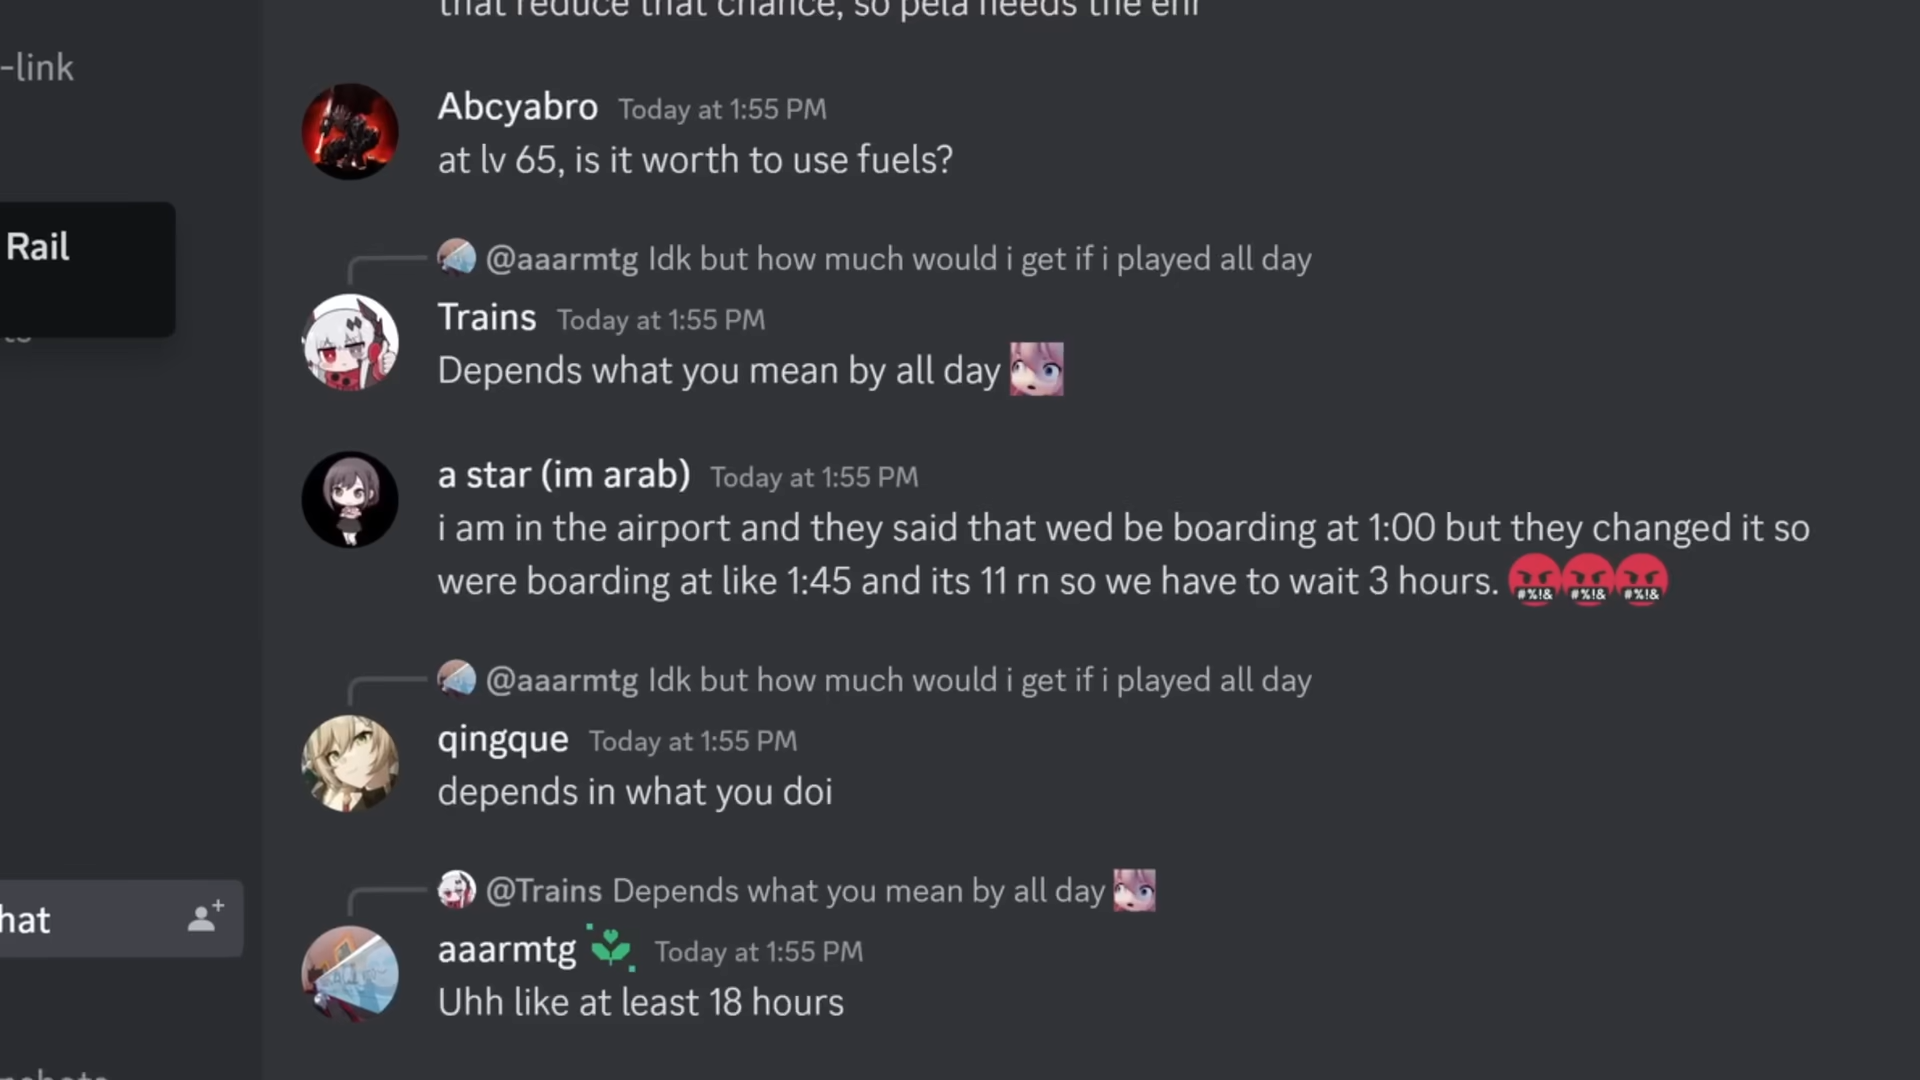 that reduce that chance, so pela needs the enr
-link
Abcyabro Today at 1:55 PM
at lv 65, is it worth to use fuels?
Rail
@aaarmtg Idk but how much would i get if i played all day
Trains Today at 1:55 PM
Depends what you mean by all day
a star (im arab) Today at 1:55 PM
i am in the airport and they said that wed be boarding at 1:00 but they changed it so
were boarding at like 1:45 and its 11 rn so we have to wait 3 hours.
#%!& #%!& #%!&
@aaarmtg Idk but how much would i get if i played all day
qingque Today at 1:55 PM
depends in what you doi
@Trains Depends what you mean by all day
hat
aaarmtg Today at 1:55 PM
Uhh like at least 18 hours